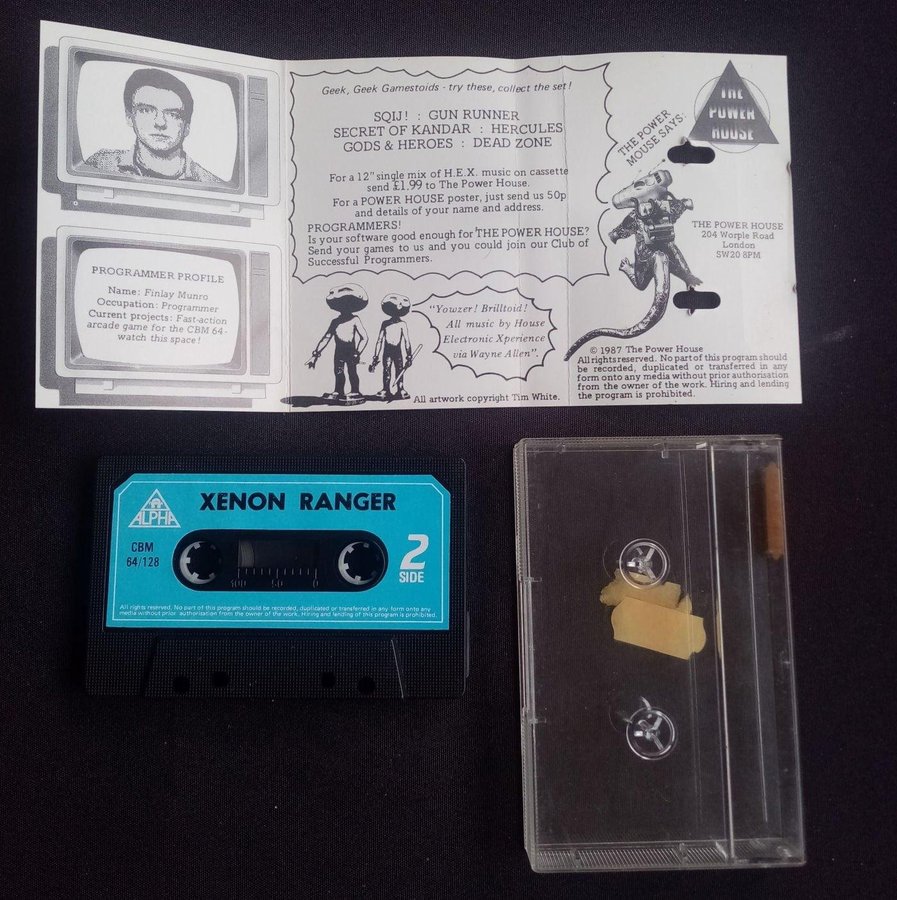 Geek, Geek Gamestoids - try these, collect the set!
SQIJ! : GUN RUNNER
SECRET OF KANDAR : HERCULES
GODS & HEROES : DEAD ZONE
For a 12" single mix of H.E.X. music on cassette
send £1.99 to The Power House.
For a POWER HOUSE poster, just send us 50p
and details of your name and address.
PROGRAMMERS!
Is your software good enough for THE POWER HOUSE?
Send your games to us and you could join our Club of
Successful Programmers.
THE POWER
MOUSE SAYS
THE
POWER
HOUSE
THE POWER HOUSE
204 Worple Road
London
SW20 8PM
PROGRAMMER PROFILE
Name: Finlay Munro
Occupation: Programmer
Current projects: Fast-action
arcade game for the CBM 64-
watch this space!
"Yowzer! Brilltoid!
All music by House
Electronic Xperience
via Wayne Allen".
All artwork copyright Tim White.
© 1987 The Power House
All rights reserved. No part of this program should
be recorded, duplicated or transferred in any
form onto any media without prior authorisation
from the owner of the work. Hiring and lending
the program is prohibited.
ALPHA
XENON RANGER
CBM
64/128
2
SIDE
100 50 0
All rights reserved. No part of this program should be recorded, duplicated or transferred in any form onto any
media without prior authorisation from the owner of the work. Hiring and lending of this program is prohibited.